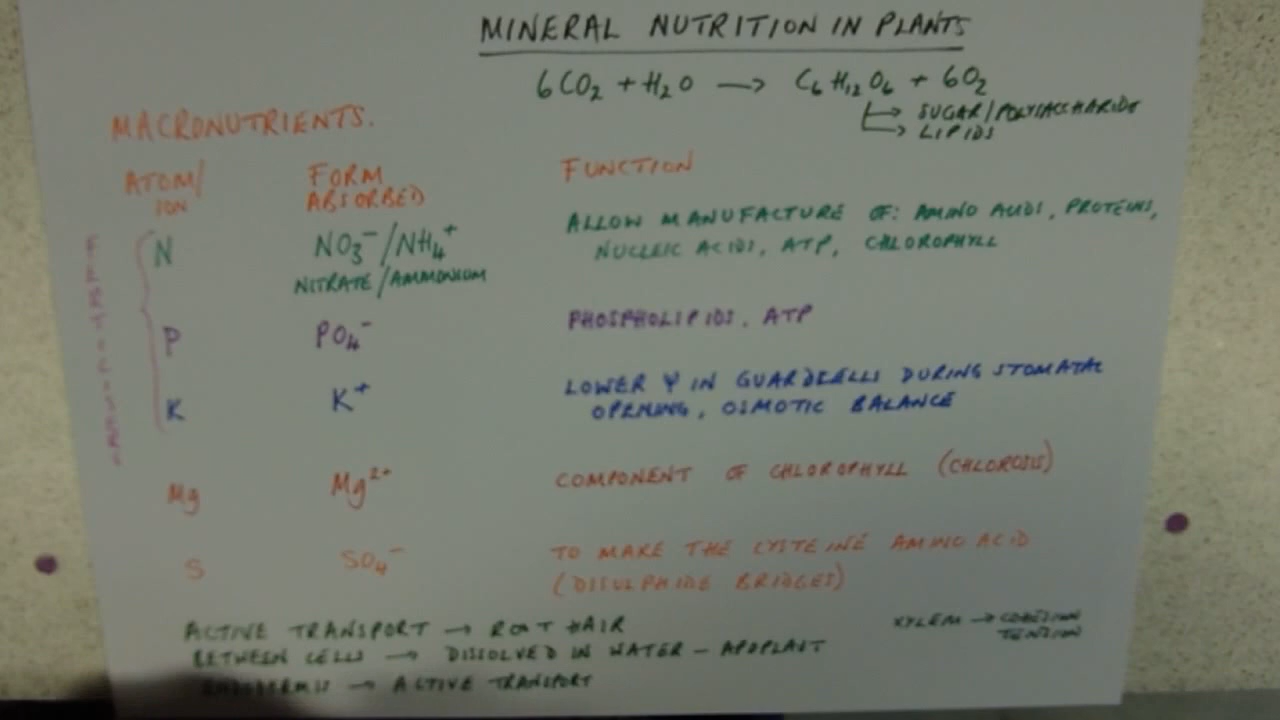 MINERAL NUTRITION IN PLANTS
6CO₂ + H₂O → C₆H₁₂O₆ + 6O₂
→ SUGAR/POLYSACCHARIDE
→ LIPIDS
MACRONUTRIENTS.
ATOM/ION FORM ABSORBED FUNCTION
N NO₃⁻/NH₄⁺ ALLOW MANUFACTURE OF: AMINO ACIDS, PROTEINS,
NITRATE/AMMONIUM NUCLEIC ACIDS, ATP, CHLOROPHYLL
P PO₄⁻ PHOSPHOLIPIDS, ATP
K K⁺ LOWER Ψ IN GUARD CELLS DURING STOMATAL
OPENING, OSMOTIC BALANCE
Mg Mg²⁺ COMPONENT OF CHLOROPHYLL (CHLOROSIS)
S SO₄⁻ TO MAKE THE CYSTEINE AMINO ACID
(DISULPHIDE BRIDGES)
ACTIVE TRANSPORT → ROOT HAIR
BETWEEN CELLS → DISSOLVED IN WATER – APOPLAST
ENDODERMIS → ACTIVE TRANSPORT
XYLEM → COHESION
TENSION